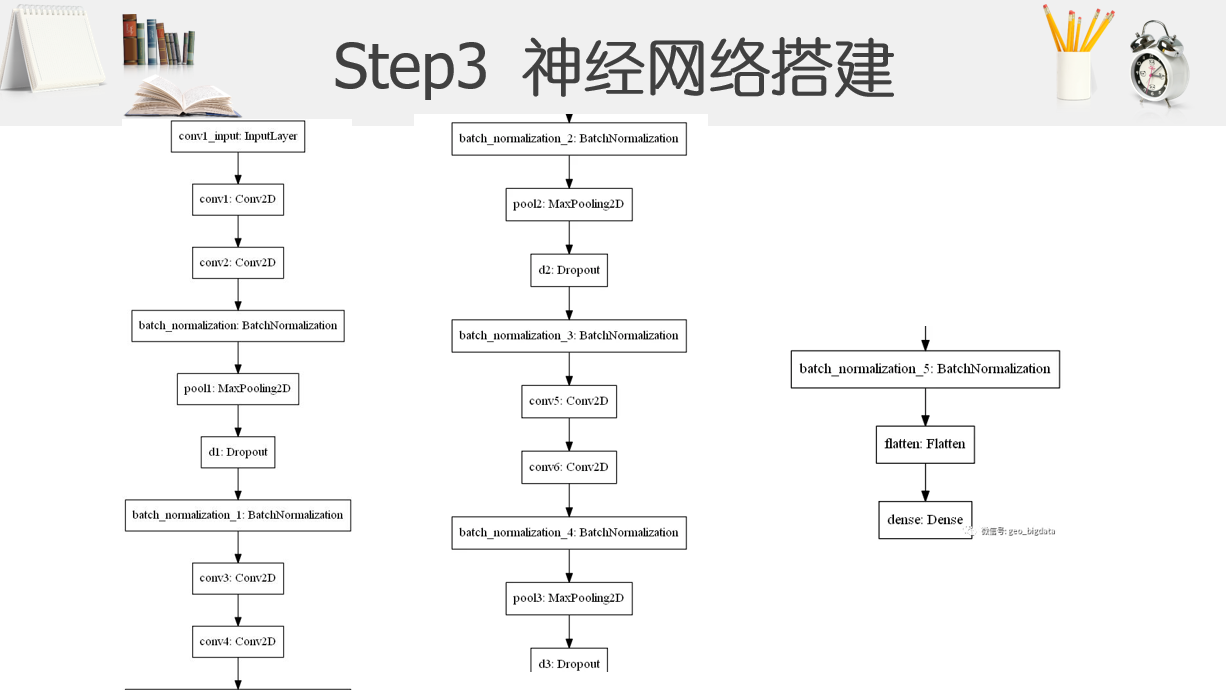 Step3 神经网络搭建
conv1_input: InputLayer
conv1: Conv2D
conv2: Conv2D
batch_normalization: BatchNormalization
pool1: MaxPooling2D
d1: Dropout
batch_normalization_1: BatchNormalization
conv3: Conv2D
conv4: Conv2D
batch_normalization_2: BatchNormalization
pool2: MaxPooling2D
d2: Dropout
batch_normalization_3: BatchNormalization
conv5: Conv2D
conv6: Conv2D
batch_normalization_4: BatchNormalization
pool3: MaxPooling2D
d3: Dropout
batch_normalization_5: BatchNormalization
flatten: Flatten
dense: Dense
微信号: geo_bigdata